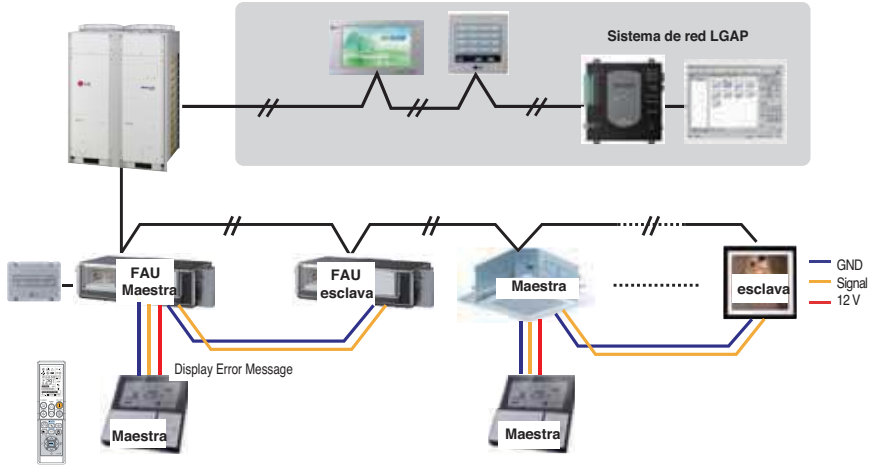 Sistema de red LGAP
FAU
Maestra
FAU
esclava
Maestra
esclava
GND
Signal
12 V
Display Error Message
Maestra
Maestra